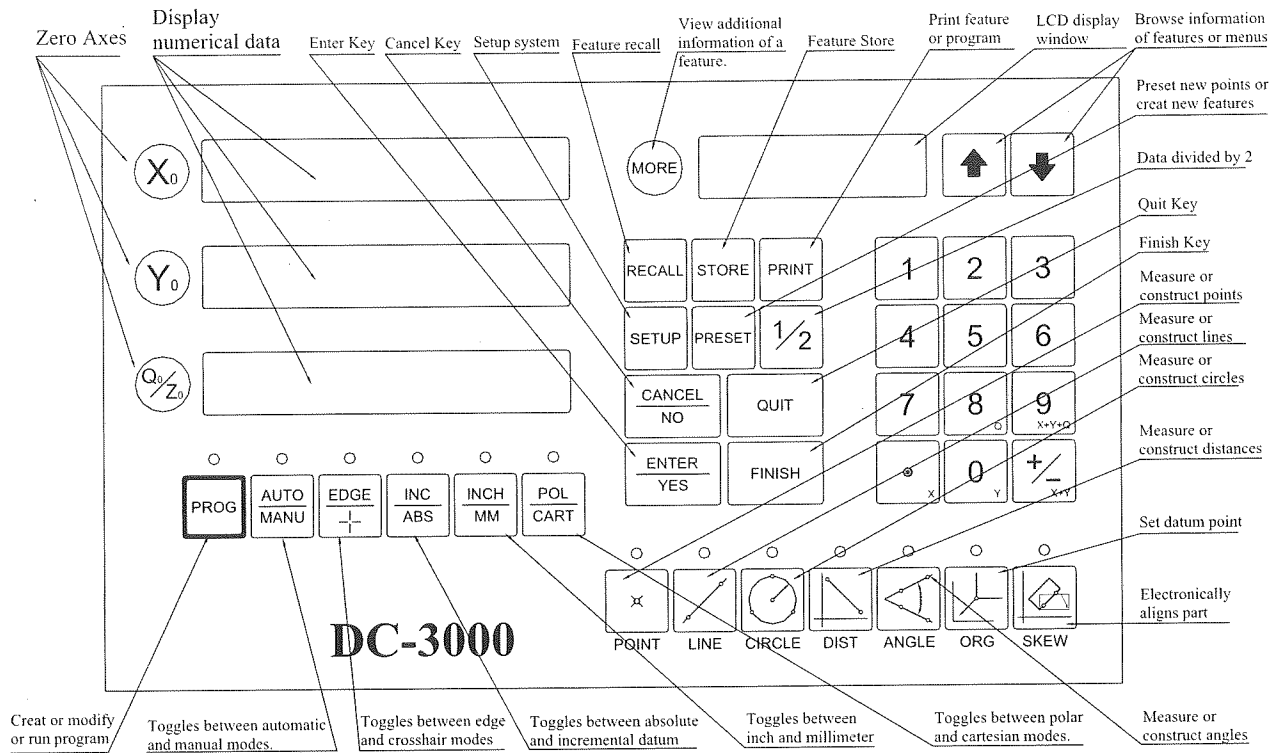 Zero Axes
Display
numerical data
Enter Key
Cancel Key
Setup system
Feature recall
View additional
information of a
feature.
Feature Store
Print feature
or program
LCD display
window
Browse information
of features or menus
Preset new points or
creat new features
Data divided by 2
Quit Key
Finish Key
Measure or
construct points
Measure or
construct lines
Measure or
construct circles
Measure or
construct distances
Set datum point
Electronically
aligns part
X0
Y0
Q0/Z0
MORE
RECALL
STORE
PRINT
SETUP
PRESET
1/2
CANCEL
NO
QUIT
ENTER
YES
FINISH
1
2
3
4
5
6
7
8
Q
9
X+Y+Q
X
0
Y
+/-
X+Y
PROG
AUTO
MANU
EDGE
INC
ABS
INCH
MM
POL
CART
POINT
LINE
CIRCLE
DIST
ANGLE
ORG
SKEW
DC-3000
Creat or modify
or run program
Toggles between automatic
and manual modes.
Toggles between edge
and crosshair modes
Toggles between absolute
and incremental datum
Toggles between
inch and millimeter
Toggles between polar
and cartesian modes.
Measure or
construct angles